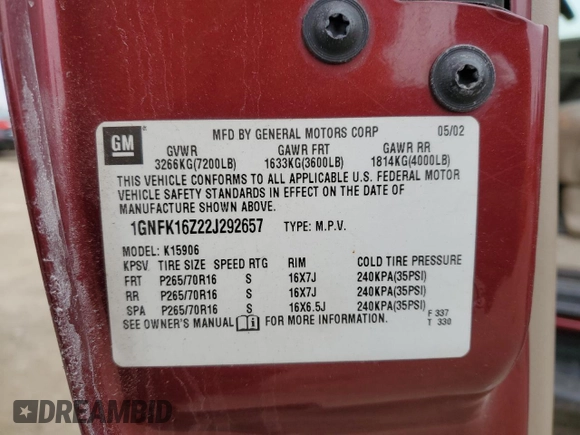 GM
MFD BY GENERAL MOTORS CORP 05/02
GVWR GAWR FRT GAWR RR
3266KG(7200LB) 1633KG(3600LB) 1814KG(4000LB)
THIS VEHICLE CONFORMS TO ALL APPLICABLE U.S. FEDERAL MOTOR
VEHICLE SAFETY STANDARDS IN EFFECT ON THE DATE OF
MANUFACTURE SHOWN ABOVE.
1GNFK16Z22J292657 TYPE: M.P.V.
MODEL: K15906
KPSV TIRE SIZE SPEED RTG RIM COLD TIRE PRESSURE
FRT P265/70R16 S 16X7J 240KPA(35PSI)
RR P265/70R16 S 16X7J 240KPA(35PSI)
SPA P265/70R16 S 16X6.5J 240KPA(35PSI)
F 337
SEE OWNER'S MANUAL FOR MORE INFORMATION. T 330
DREAMBID